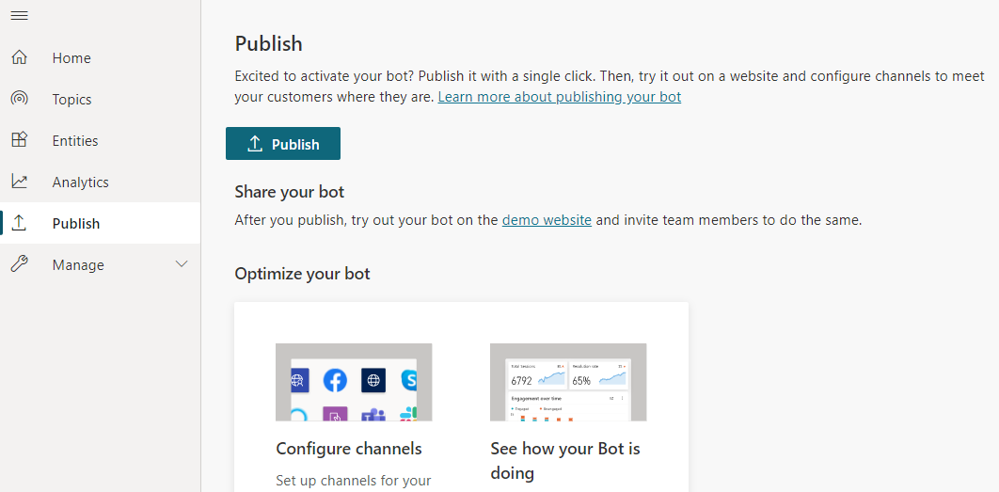 Home
Topics
Entities
Analytics
Publish
Manage
Publish
Excited to activate your bot? Publish it with a single click. Then, try it out on a website and configure channels to meet
your customers where they are. Learn more about publishing your bot
Publish
Share your bot
After you publish, try out your bot on the demo website and invite team members to do the same.
Optimize your bot
Total Sessions
Resolution rate
6792
65%
Engagement over time
Engaged
Configure channels
See how your Bot is
doing
Set up channels for your